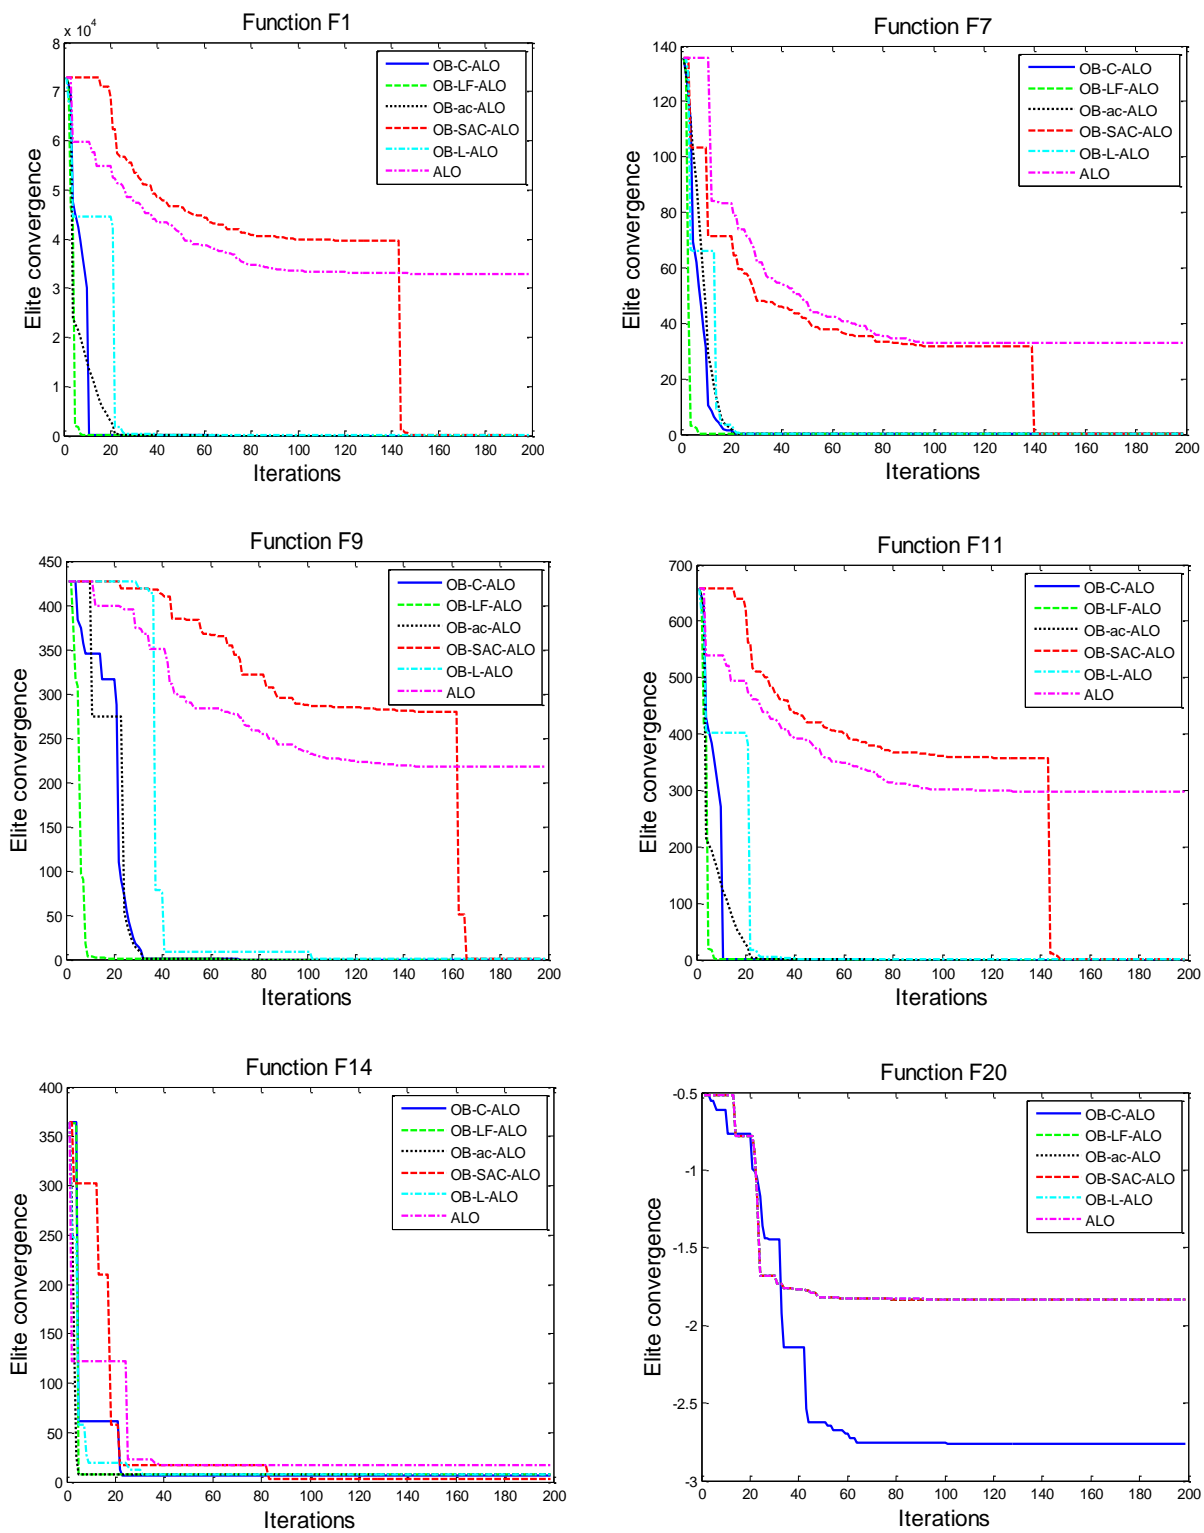 Function F1
x 10^4
8
7
6
5
4
3
2
1
0
Elite convergence
0 20 40 60 80 100 120 140 160 180 200
Iterations
OB-C-ALO
OB-LF-ALO
OB-ac-ALO
OB-SAC-ALO
OB-L-ALO
ALO
Function F7
140
120
100
80
60
40
20
0
Elite convergence
0 20 40 60 80 100 120 140 160 180 200
Iterations
OB-C-ALO
OB-LF-ALO
OB-ac-ALO
OB-SAC-ALO
OB-L-ALO
ALO
Function F9
450
400
350
300
250
200
150
100
50
0
Elite convergence
0 20 40 60 80 100 120 140 160 180 200
Iterations
OB-C-ALO
OB-LF-ALO
OB-ac-ALO
OB-SAC-ALO
OB-L-ALO
ALO
Function F11
700
600
500
400
300
200
100
0
Elite convergence
0 20 40 60 80 100 120 140 160 180 200
Iterations
OB-C-ALO
OB-LF-ALO
OB-ac-ALO
OB-SAC-ALO
OB-L-ALO
ALO
Function F14
400
350
300
250
200
150
100
50
0
Elite convergence
0 20 40 60 80 100 120 140 160 180 200
Iterations
OB-C-ALO
OB-LF-ALO
OB-ac-ALO
OB-SAC-ALO
OB-L-ALO
ALO
Function F20
-0.5
-1
-1.5
-2
-2.5
-3
Elite convergence
0 20 40 60 80 100 120 140 160 180 200
Iterations
OB-C-ALO
OB-LF-ALO
OB-ac-ALO
OB-SAC-ALO
OB-L-ALO
ALO